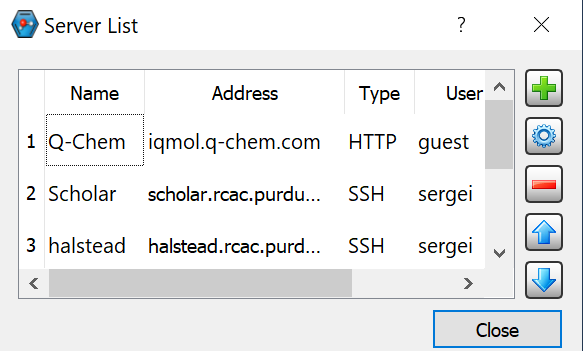 Server List
Name Address Type User
1 Q-Chem iqmol.q-chem.com HTTP guest
2 Scholar scholar.rcac.purdu... SSH sergei
3 halstead halstead.rcac.purd... SSH sergei
Close